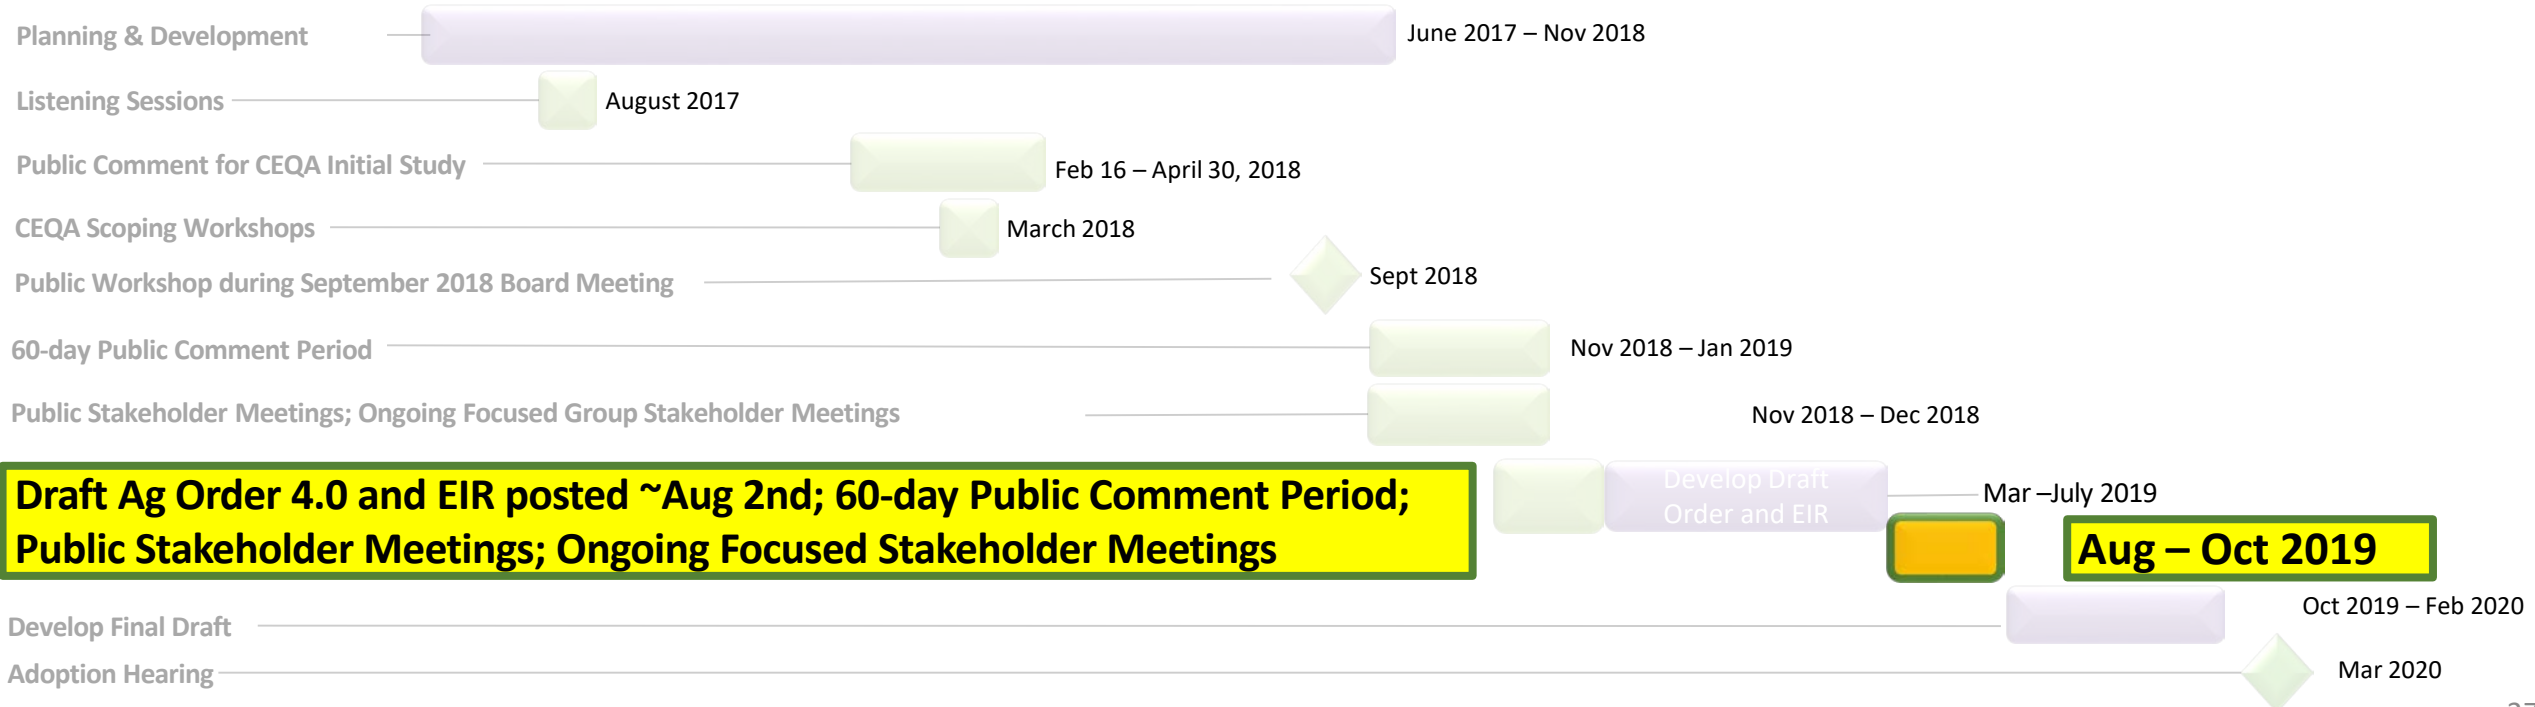 Planning & Development
June 2017 – Nov 2018
Listening Sessions
August 2017
Public Comment for CEQA Initial Study
Feb 16 – April 30, 2018
CEQA Scoping Workshops
March 2018
Public Workshop during September 2018 Board Meeting
Sept 2018
60-day Public Comment Period
Nov 2018 – Jan 2019
Public Stakeholder Meetings; Ongoing Focused Group Stakeholder Meetings
Nov 2018 – Dec 2018
Draft Ag Order 4.0 and EIR posted ~Aug 2nd; 60-day Public Comment Period;
Public Stakeholder Meetings; Ongoing Focused Stakeholder Meetings
Develop Draft
Order and EIR
Mar –July 2019
Aug – Oct 2019
Develop Final Draft
Oct 2019 – Feb 2020
Adoption Hearing
Mar 2020